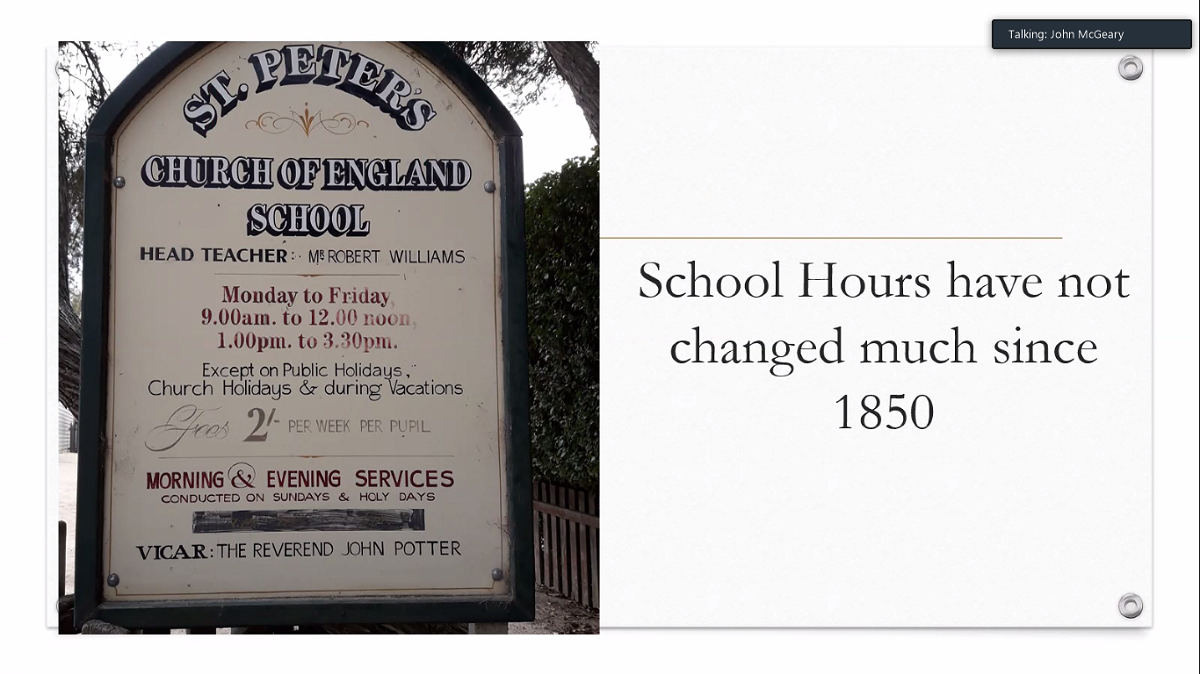 Talking: John McGeary
ST. PETER'S
CHURCH OF ENGLAND
SCHOOL
HEAD TEACHER: Mr ROBERT WILLIAMS
Monday to Friday,
9.00am. to 12.00 noon,
1.00pm. to 3.30pm.
Except on Public Holidays,
Church Holidays & during Vacations
Fees 2/- PER WEEK PER PUPIL
MORNING & EVENING SERVICES
CONDUCTED ON SUNDAYS & HOLY DAYS
VICAR: THE REVEREND JOHN POTTER
School Hours have not
changed much since
1850